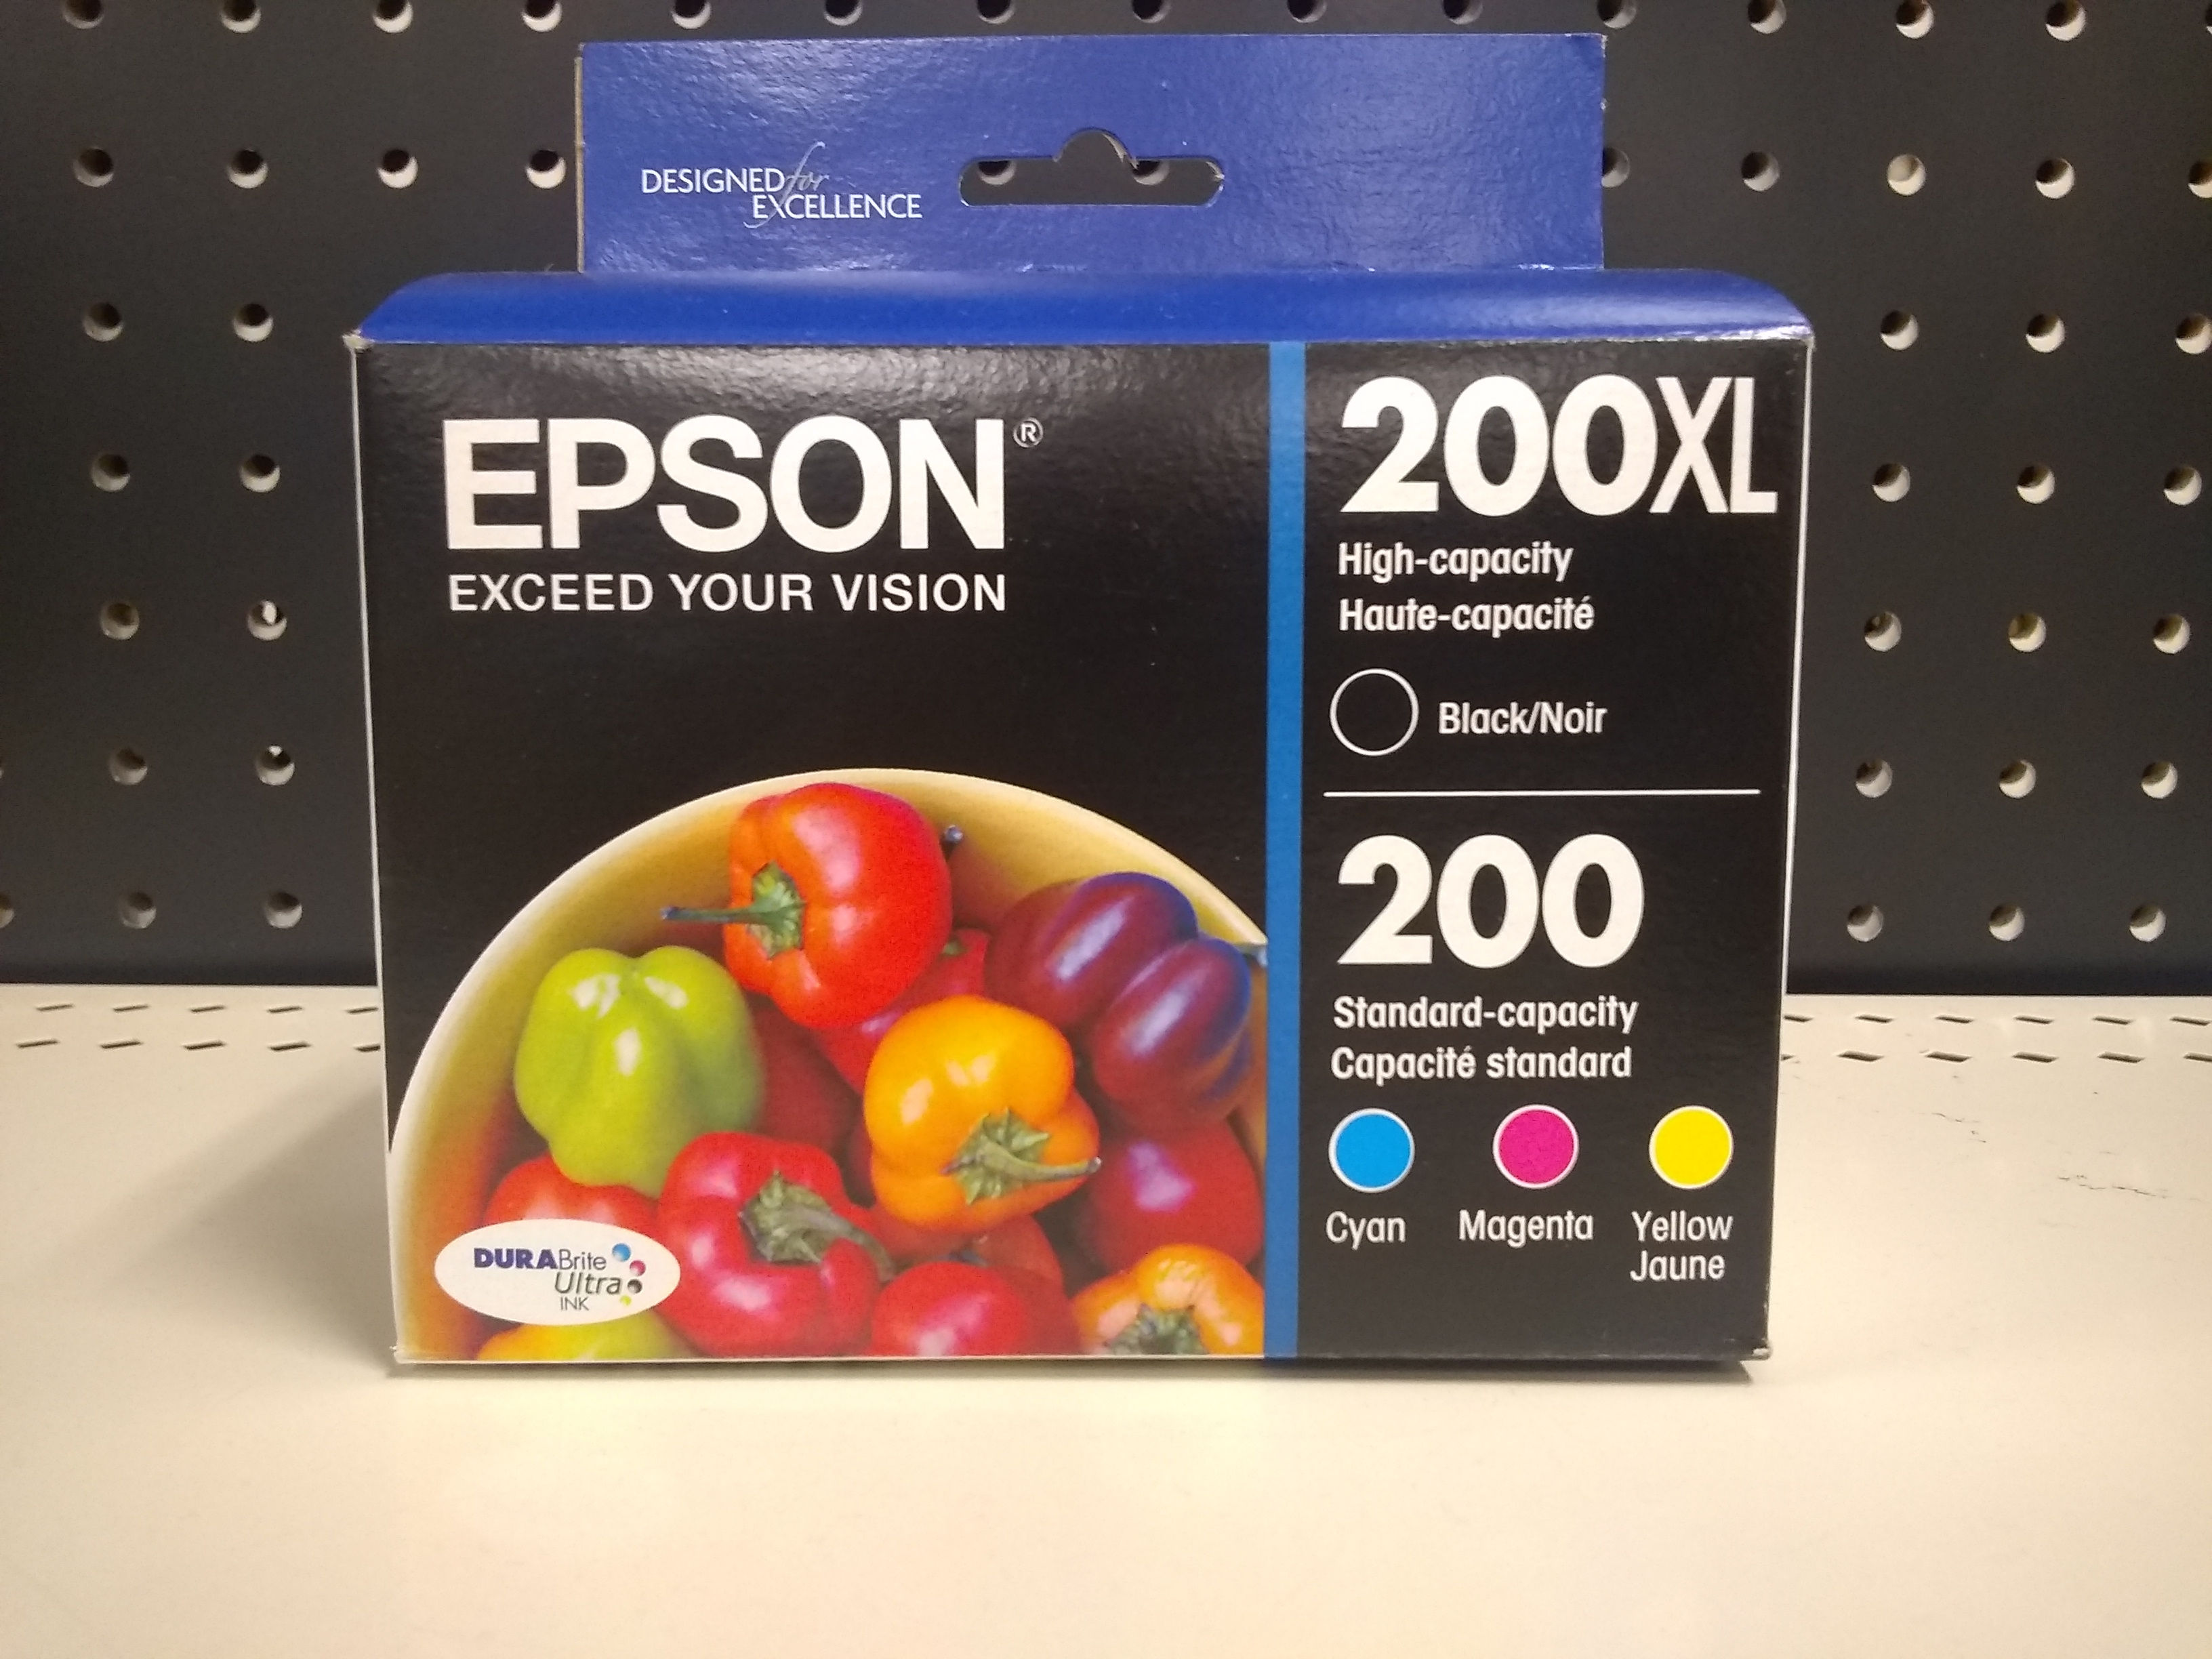 DESIGNED for
EXCELLENCE
EPSON®
EXCEED YOUR VISION
DURABrite
Ultra
INK
200XL
High-capacity
Haute-capacité
Black/Noir
200
Standard-capacity
Capacité standard
Cyan Magenta Yellow
Jaune